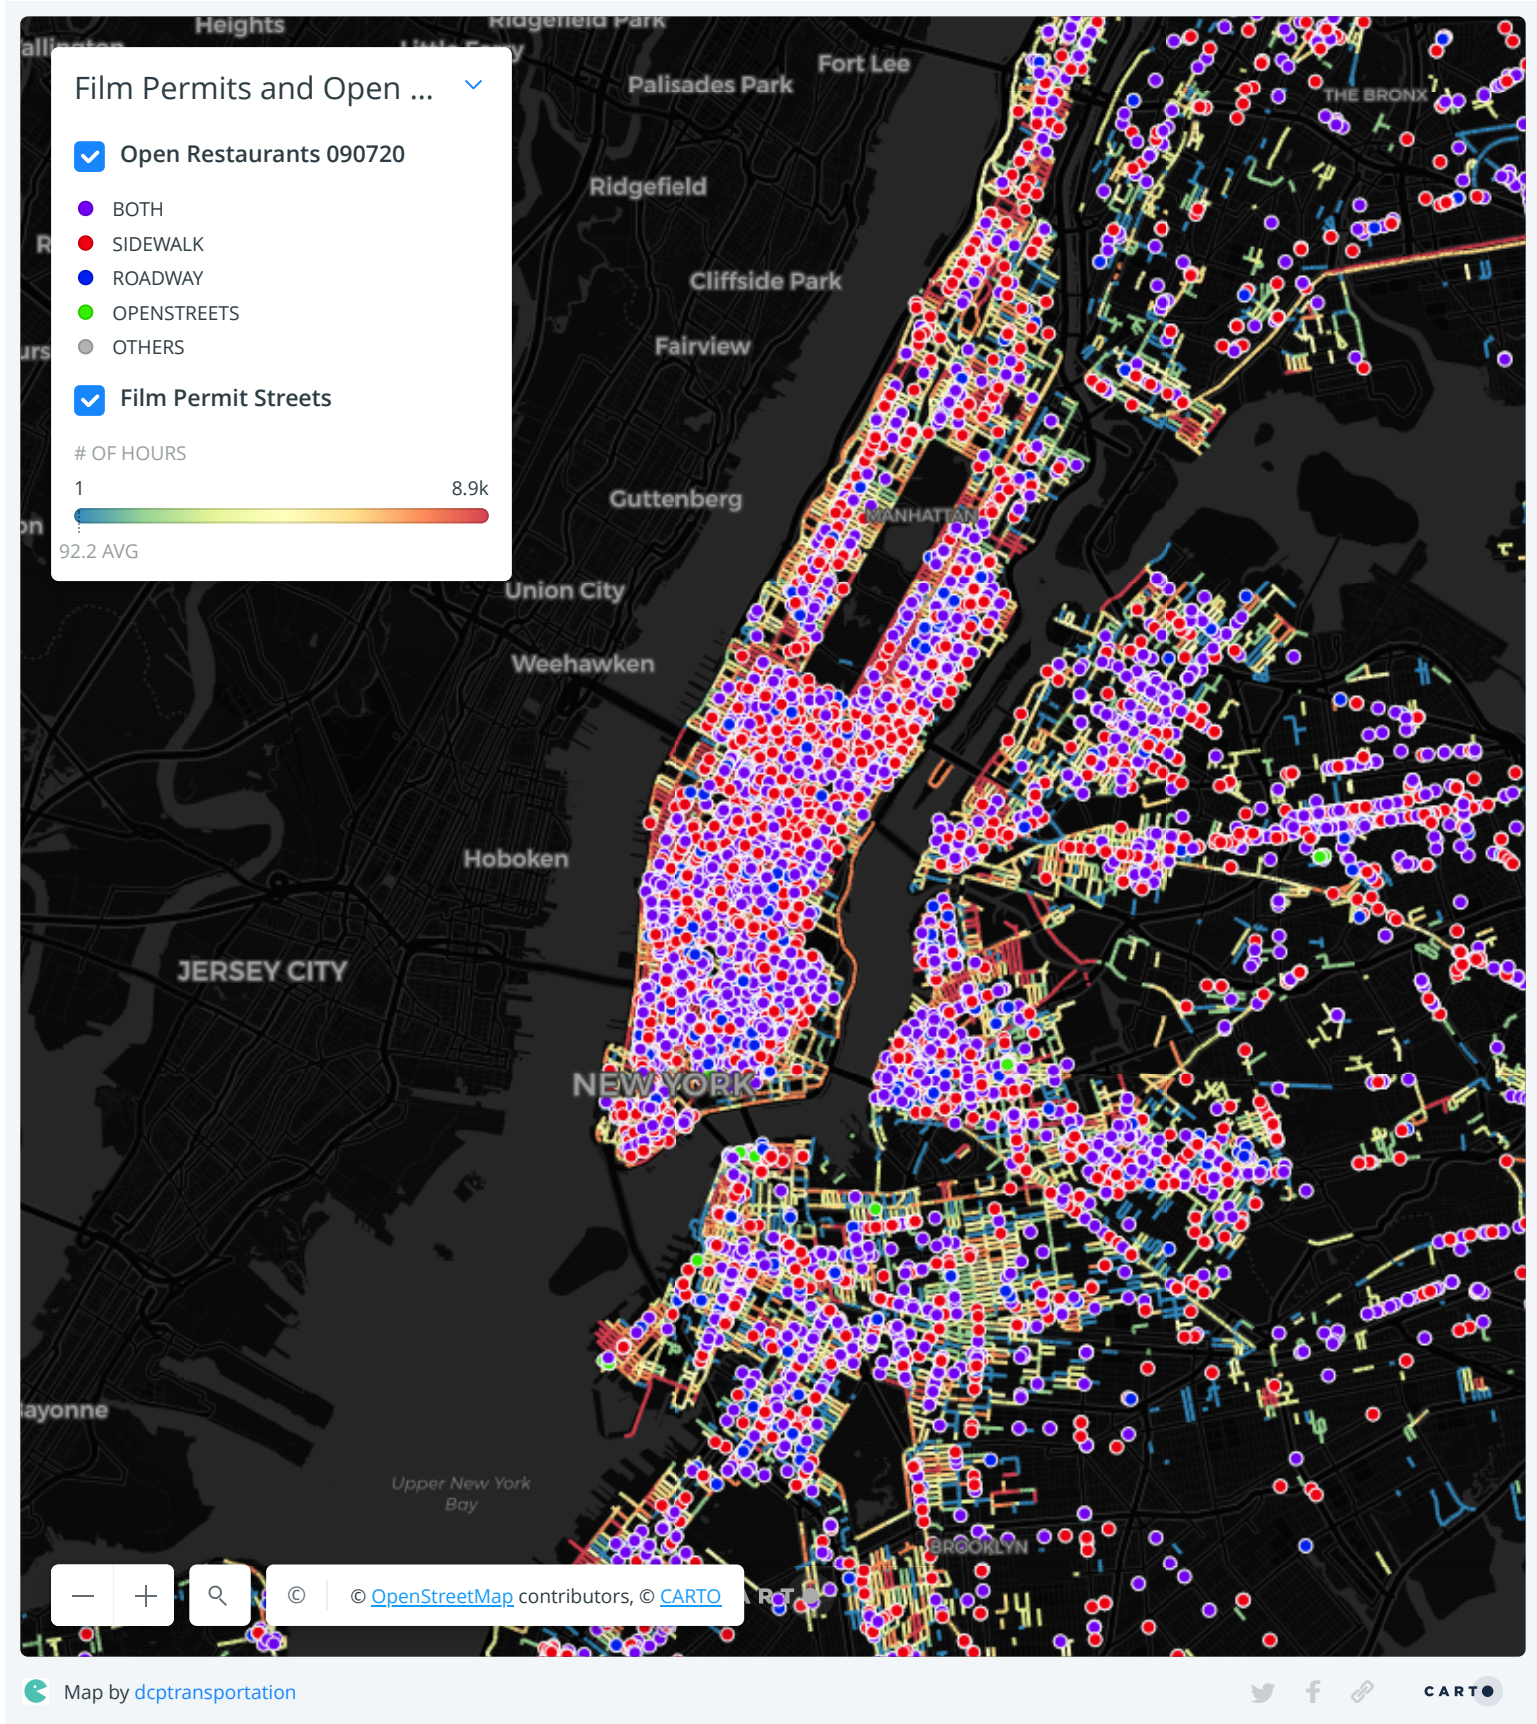 Heights
Ridgefield Park
Fort Lee
Film Permits and Open ...
Palisades Park
THE BRONX
Open Restaurants 090720
BOTH
Ridgefield
SIDEWALK
ROADWAY
Cliffside Park
OPENSTREETS
OTHERS
Fairview
Film Permit Streets
# OF HOURS
1
8.9k
Guttenberg
MANHATTAN
92.2 AVG
Union City
Weehawken
Hoboken
JERSEY CITY
NEW YORK
ayonne
Upper New York
Bay
BROOKLYN
©
© OpenStreetMap contributors, © CARTO
Map by dcptransportation
CARTO